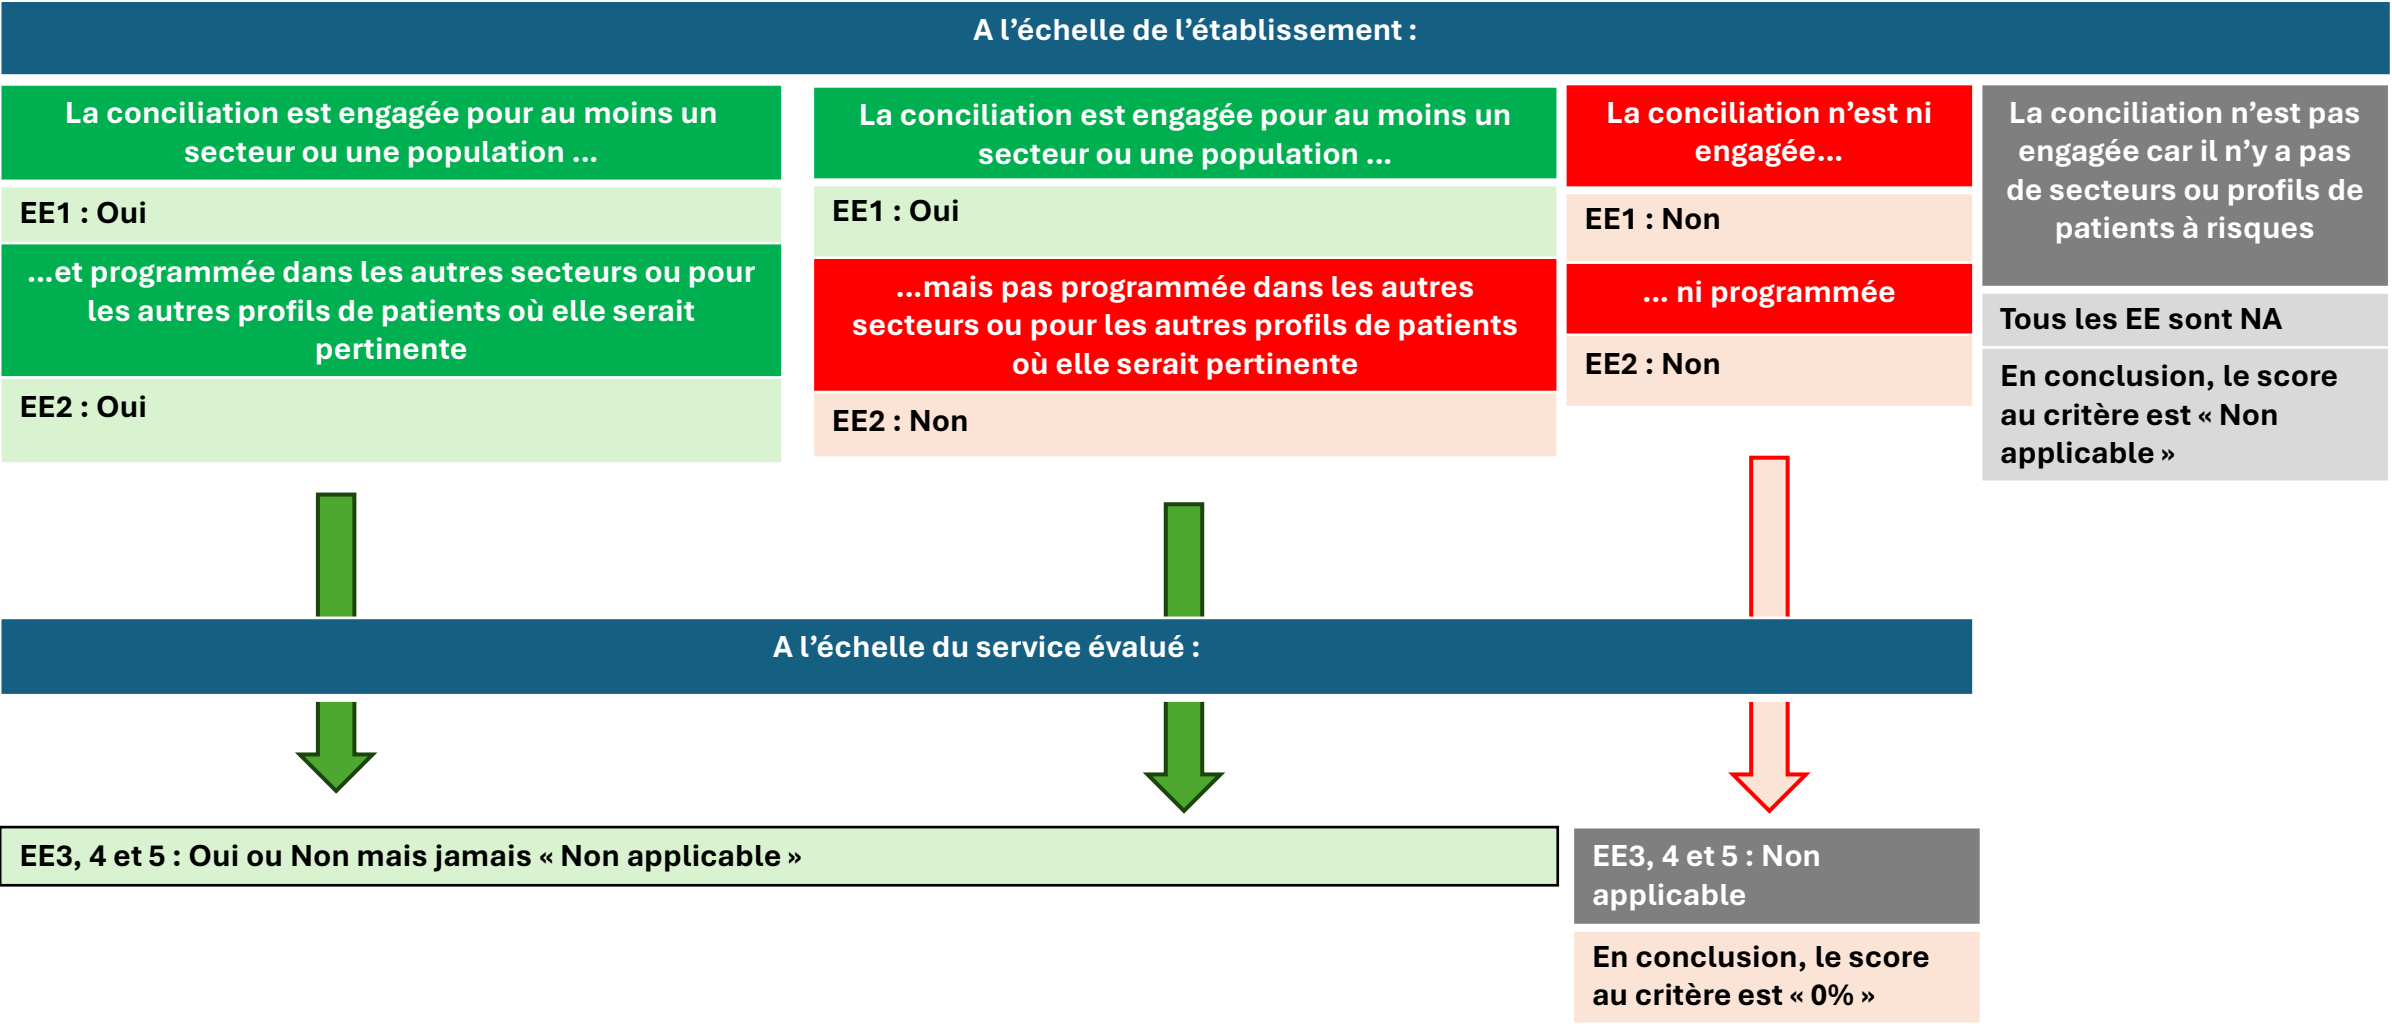 A l’échelle de l’établissement :
La conciliation est engagée pour au moins un
secteur ou une population ...
EE1 : Oui
...et programmée dans les autres secteurs ou pour
les autres profils de patients où elle serait
pertinente
EE2 : Oui
La conciliation est engagée pour au moins un
secteur ou une population ...
EE1 : Oui
...mais pas programmée dans les autres
secteurs ou pour les autres profils de patients
où elle serait pertinente
EE2 : Non
La conciliation n’est ni
engagée...
EE1 : Non
... ni programmée
EE2 : Non
La conciliation n’est pas
engagée car il n’y a pas
de secteurs ou profils de
patients à risques
Tous les EE sont NA
En conclusion, le score
au critère est « Non
applicable »
A l’échelle du service évalué :
EE3, 4 et 5 : Oui ou Non mais jamais « Non applicable »
EE3, 4 et 5 : Non
applicable
En conclusion, le score
au critère est « 0% »